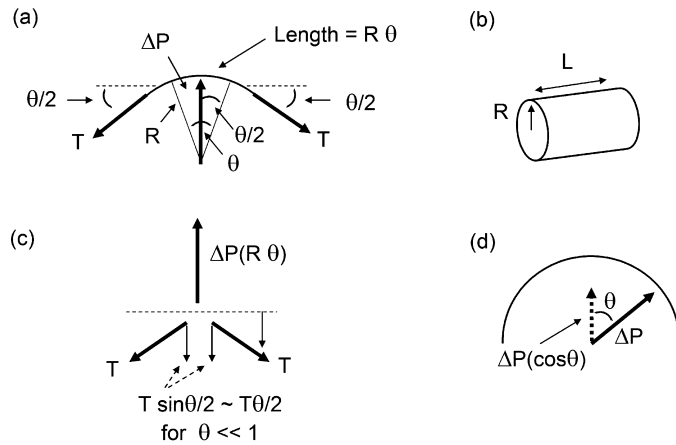 (a)
ΔP
Length = R θ
θ/2
θ/2
T
R
θ/2
θ
T
(b)
L
R
(c)
ΔP(R θ)
T
T
T sinθ/2 ~ Tθ/2
for θ << 1
(d)
θ
ΔP
ΔP(cosθ)